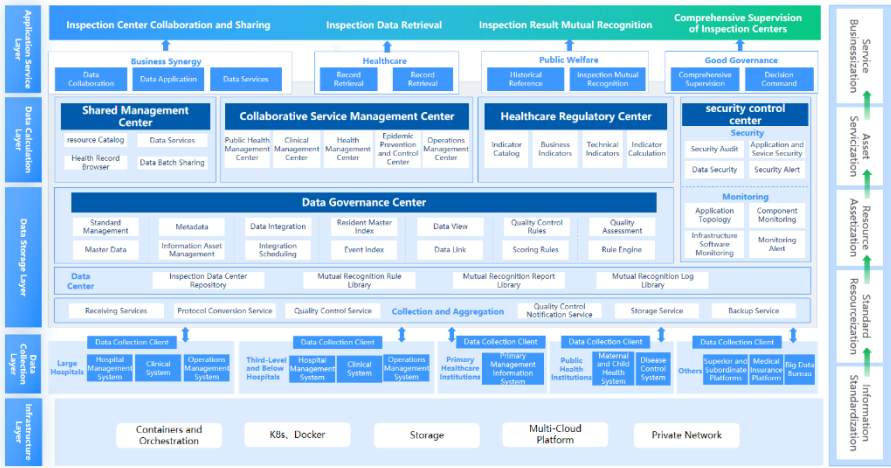 Application Service
Layer
Inspection Center Collaboration and Sharing
Inspection Data Retrieval
Inspection Result Mutual Recognition
Comprehensive Supervision
of Inspection Centers
Business Synergy
Data
Collaboration
Data Application
Data Services
Healthcare
Record
Retrieval
Record
Retrieval
Public Welfare
Historical
Reference
Inspection Mutual
Recognition
Good Governance
Comprehensive
Supervision
Decision
Command
Data Calculation
Layer
Shared Management
Center
resource Catalog
Data Services
Health Record
Browser
Data Batch Sharing
Collaborative Service Management Center
Public Health
Management
Center
Clinical
Management
Center
Health
Management
Center
Epidemic
Prevention
and Control
Center
Operations
Management
Center
Healthcare Regulatory Center
Indicator
Catalog
Business
Indicators
Technical
Indicators
Indicator
Calculation
security control
center
Security
Security Audit
Application and
Sevice Security
Data Security
Security Alert
Monitoring
Application
Topology
Component
Monitoring
Infrastructure
Software
Monitoring
Monitoring
Alert
Data Storage Layer
Data Governance Center
Standard
Management
Metadata
Data Integration
Resident Master
Index
Data View
Quality Control
Rules
Quality
Assessment
Master Data
Information Asset
Management
Integration
Scheduling
Event Index
Data Link
Scoring Rules
Rule Engine
Data
Center
Inspection Data Center
Repository
Mutual Recognition Rule
Library
Mutual Recognition Report
Library
Mutual Recognition Log
Library
Receiving Services
Protocol Conversion Service
Quality Control Service
Collection and Aggregation
Quality Control
Notification Service
Storage Service
Backup Service
Data
Collection
Layer
Large
Hospitals
Data Collection Client
Hospital
Management
System
Clinical
System
Operations
Management
System
Third-Level
and Below
Hospitals
Data Collection Client
Hospital
Management
System
Clinical
System
Operations
Management
System
Primary
Healthcare
Institutions
Data Collection Client
Primary
Management
Information System
Public
Health
Institutions
Data Collection Client
Maternal
and Child
Health System
Disease
Control
System
Others
Data Collection Client
Superior and
Subordinate
Platforms
Medical
Insurance
Platform
Big Data
Bureau
Infrastructure
Layer
Containers and
Orchestration
K8s、Docker
Storage
Multi-Cloud
Platform
Private Network
Service
Businessization
Asset
Servicization
Resource
Assetization
Standard
Resourceization
Information
Standardization